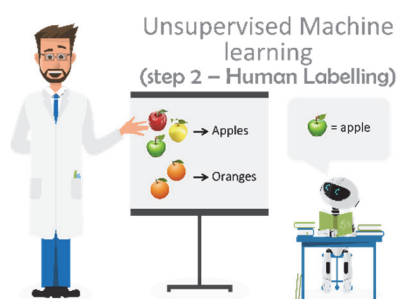 Unsupervised Machine
learning
(step 2 – Human Labelling)
→ Apples
→ Oranges
= apple